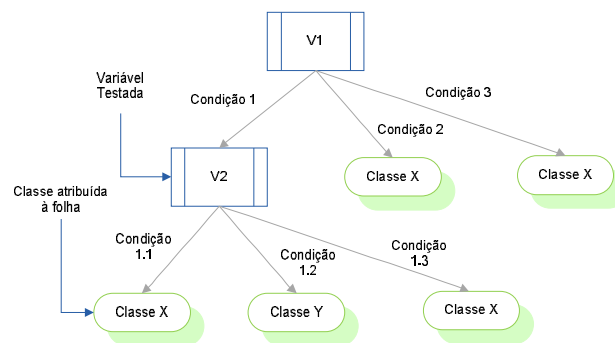 V1
Variável
Testada
Condição 1
Condição 2
Condição 3
V2
Classe X
Classe X
Classe atribuída
à folha
Condição
1.1
Condição
1.2
Condição
1.3
Classe X
Classe Y
Classe X